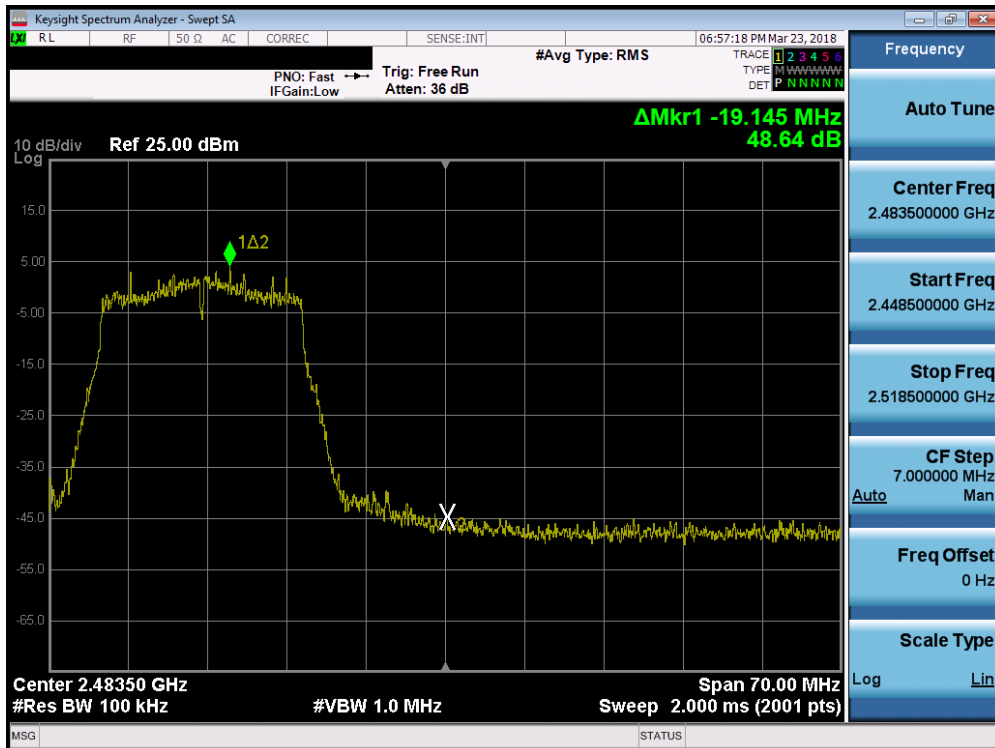 Keysight Spectrum Analyzer - Swept SA
LXI RL RF 50 Ω AC CORREC SENSE:INT 06:57:18 PM Mar 23, 2018
PNO: Fast
IFGain:Low
Trig: Free Run
Atten: 36 dB
#Avg Type: RMS
TRACE 1 2 3 4 5 6
TYPE M W W W W W
DET P N N N N N
ΔMkr1 -19.145 MHz
48.64 dB
10 dB/div
Log
Ref 25.00 dBm
15.0
5.00
-5.00
-15.0
-25.0
-35.0
-45.0
-55.0
-65.0
1Δ2
X
Center 2.48350 GHz
#Res BW 100 kHz
#VBW 1.0 MHz
Span 70.00 MHz
Sweep 2.000 ms (2001 pts)
MSG
STATUS
Frequency
Auto Tune
Center Freq
2.483500000 GHz
Start Freq
2.448500000 GHz
Stop Freq
2.518500000 GHz
CF Step
7.000000 MHz
Auto Man
Freq Offset
0 Hz
Scale Type
Log Lin